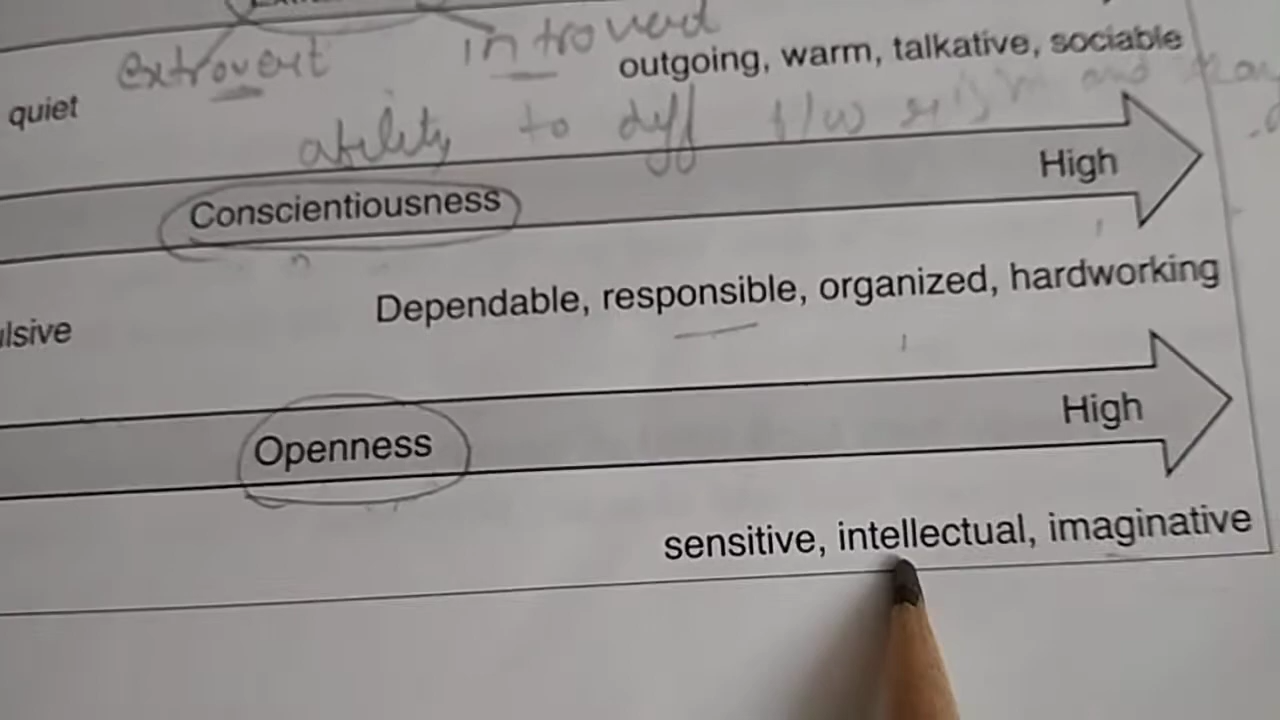 extrovert introverd
quiet outgoing, warm, talkative, sociable
ability to diff
High
Conscientiousness
Dependable, responsible, organized, hardworking
ulsive
High
Openness
sensitive, intellectual, imaginative